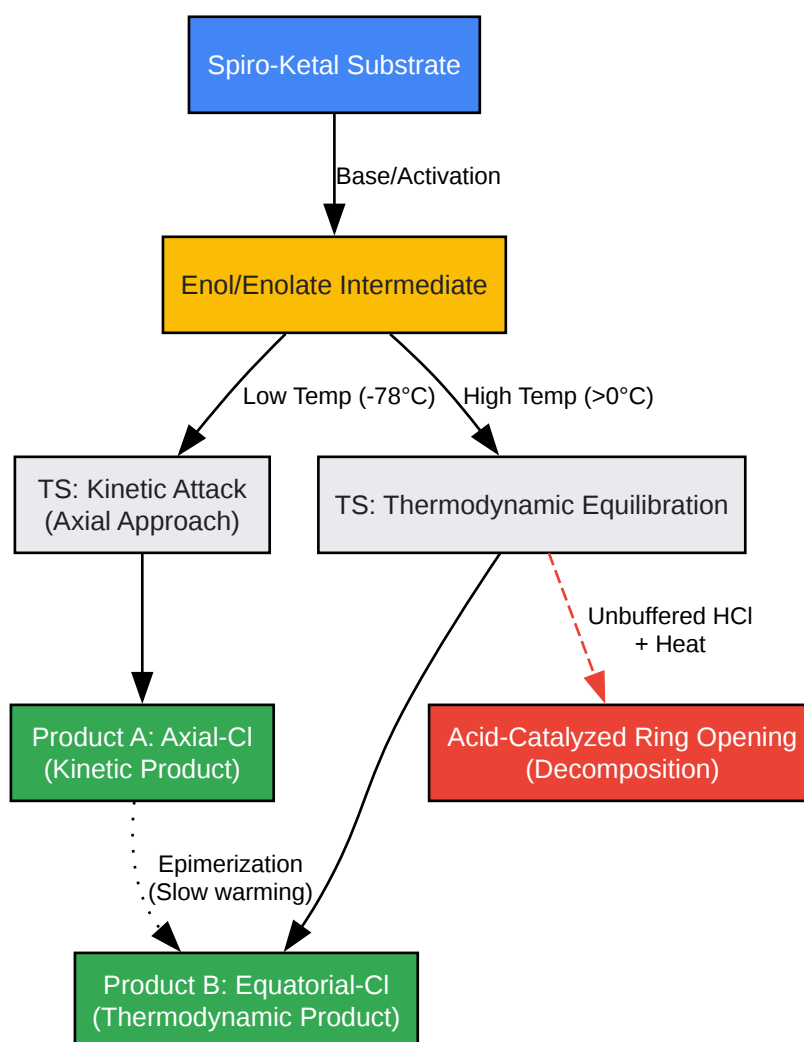 Spiro-Ketal Substrate
Base/Activation
Enol/Enolate Intermediate
Low Temp (-78°C)
High Temp (>0°C)
TS: Kinetic Attack
(Axial Approach)
TS: Thermodynamic Equilibration
Unbuffered HCl
+ Heat
Product A: Axial-Cl
(Kinetic Product)
Acid-Catalyzed Ring Opening
(Decomposition)
Epimerization
(Slow warming)
Product B: Equatorial-Cl
(Thermodynamic Product)